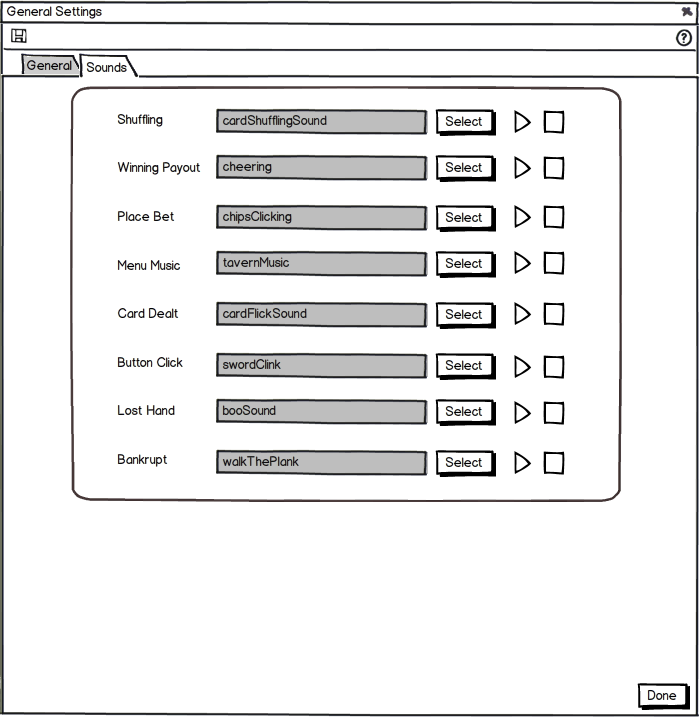 General Settings
?
General Sounds
Shuffling cardShufflingSound Select
Winning Payout cheering Select
Place Bet chipsClicking Select
Menu Music tavernMusic Select
Card Dealt cardFlickSound Select
Button Click swordClink Select
Lost Hand booSound Select
Bankrupt walkThePlank Select
Done